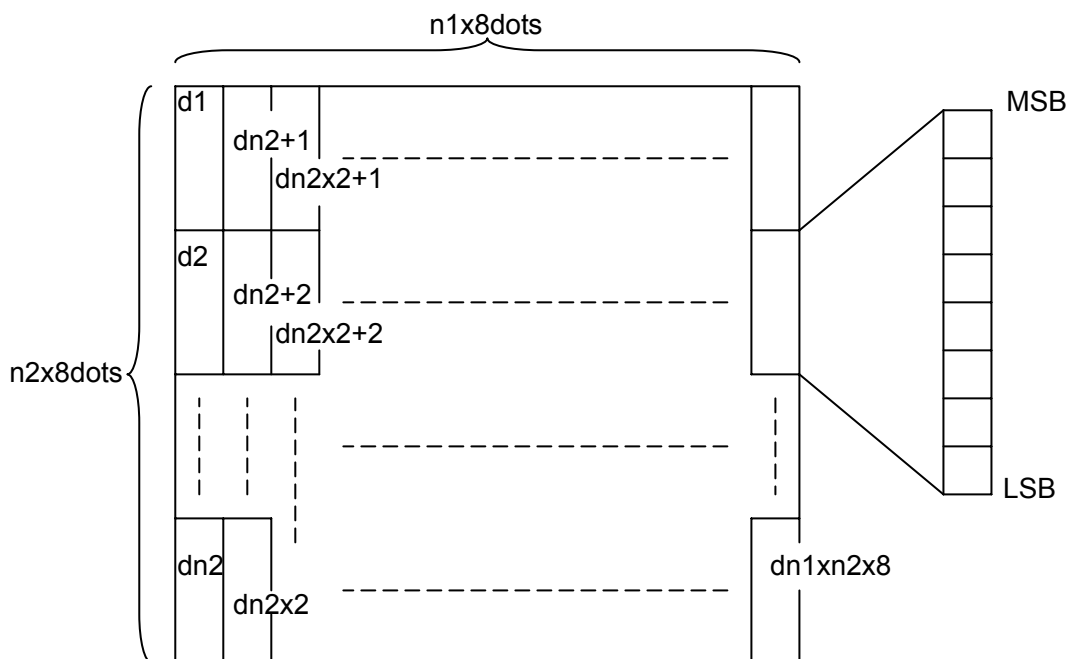 n1x8dots
MSB
d1
dn2+1
dn2x2+1
d2
dn2+2
dn2x2+2
n2x8dots
LSB
dn2
dn1xn2x8
dn2x2